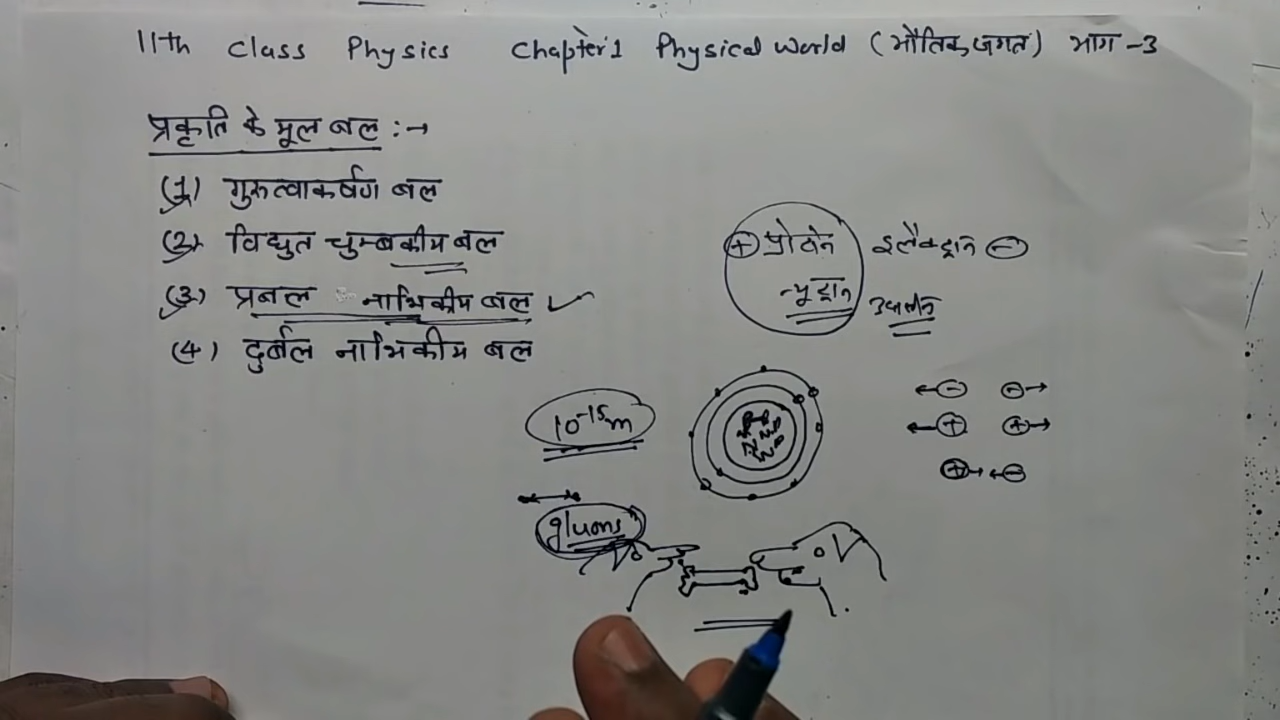 11th Class Physics Chapter:1 Physical World (भौतिक जगत) भाग -3
प्रकृति के मूल बल :→
(1) गुरुत्वाकर्षण बल
(2) विद्युत चुम्बकीय बल
(3) प्रबल नाभिकीय बल ✓
(4) दुर्बल नाभिकीय बल
+ प्रोटोन इलैक्ट्रान -
न्यूट्रान
10⁻¹⁵m
gluons
← - - →
← + + →
+ → ← -